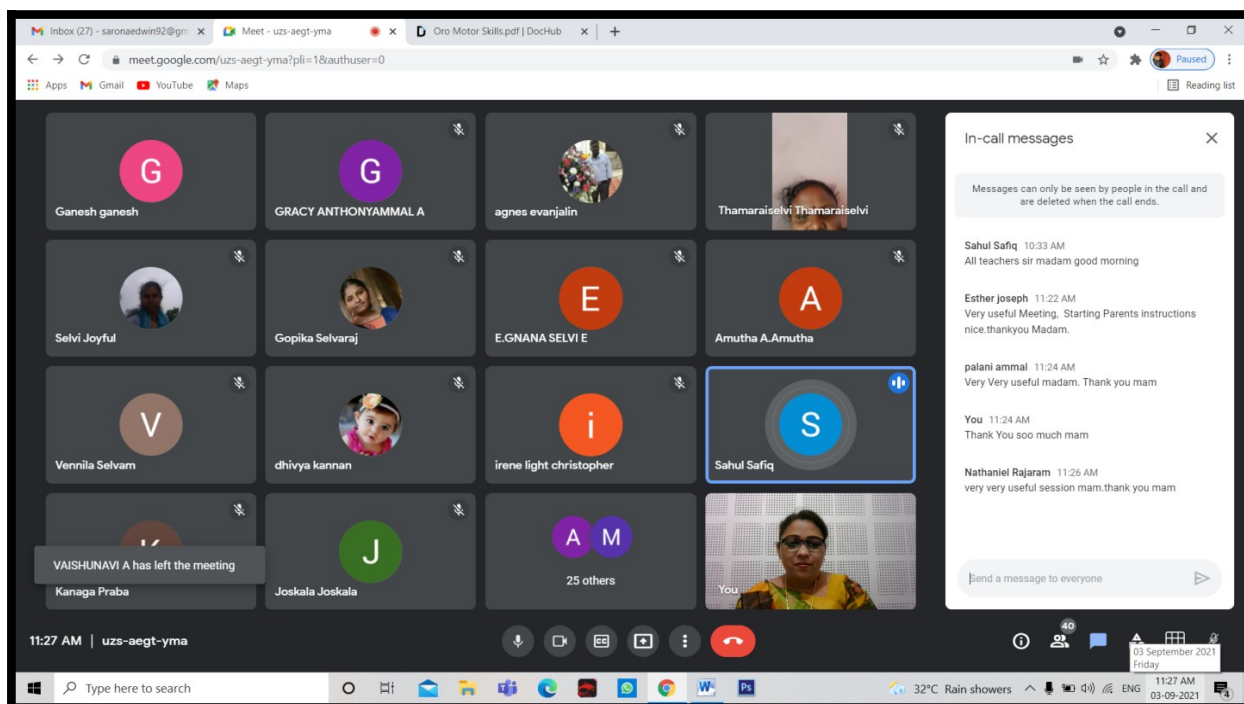 Inbox (27) - saronaedwin92@gm
Meet - uzs-aegt-yma
Oro Motor Skills.pdf | DocHub
meet.google.com/uzs-aegt-yma?pli=1&authuser=0
Paused
Apps Gmail YouTube Maps
Reading list
G
Ganesh ganesh
G
GRACY ANTHONYAMMAL A
agnes evanjalin
Thamaraiselvi Thamaraiselvi
Selvi Joyful
Gopika Selvaraj
E
E.GNANA SELVI E
A
Amutha A.Amutha
V
Vennila Selvam
dhivya kannan
i
irene light christopher
S
Sahul Safiq
VAISHUNAVI A has left the meeting
Kanaga Praba
J
Joskala Joskala
A M
25 others
You
In-call messages
Messages can only be seen by people in the call and
are deleted when the call ends.
Sahul Safiq 10:33 AM
All teachers sir madam good morning
Esther joseph 11:22 AM
Very useful Meeting, Starting Parents instructions
nice.thankyou Madam.
palani ammal 11:24 AM
Very Very useful madam. Thank you mam
You 11:24 AM
Thank You soo much mam
Nathaniel Rajaram 11:26 AM
very very useful session mam.thank you mam
Send a message to everyone
11:27 AM | uzs-aegt-yma
40
03 September 2021
Friday
Type here to search
32°C Rain showers
ENG
11:27 AM
03-09-2021
4